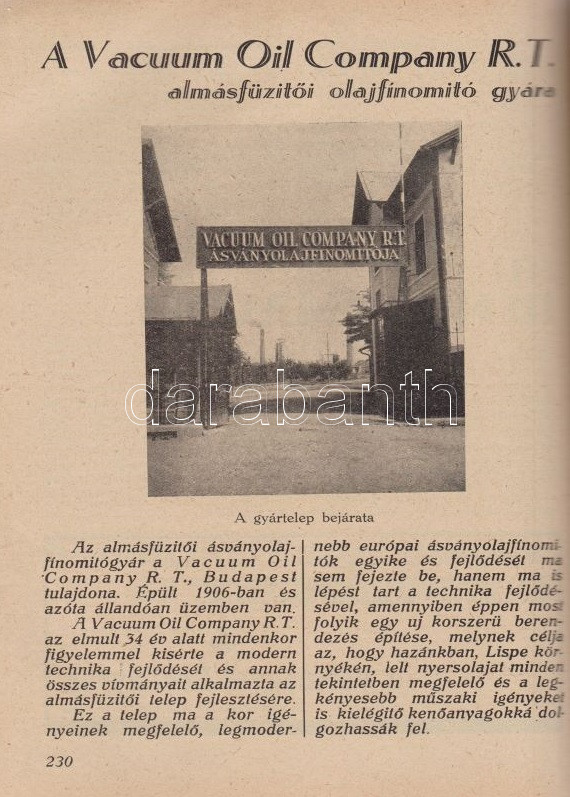 A Vacuum Oil Company R. T.
almásfüzitői olajfinomitó gyára
VACUUM OIL COMPANY R.T.
ÁSVÁNYOLAJFINOMITÓJA
darabanth
A gyártelep bejárata
Az almásfüzitői ásványolaj-
finomitógyár a Vacuum Oil
Company R. T., Budapest
tulajdona. Épült 1906-ban és
azóta állandóan üzemben van.
A Vacuum Oil Company R.T.
az elmult 34 év alatt mindenkor
figyelemmel kisérte a modern
technika fejlődését és annak
összes vivmányait alkalmazta az
almásfüzitői telep fejlesztésére.
Ez a telep ma a kor igé-
nyeinek megfelelő, legmoder-
nebb európai ásványolajfinomi-
tók egyike és fejlődését ma
sem fejezte be, hanem ma is
lépést tart a technika fejlődé-
sével, amennyiben éppen most
folyik egy uj korszerü beren-
dezés épitése, melynek célja
az, hogy hazánkban, Lispe kör-
nyékén, lelt nyersolajat minden
tekintetben megfelelő és a leg-
kényesebb műszaki igényeket
is kielégitő kenőanyagokká dol-
gozhassák fel.
230